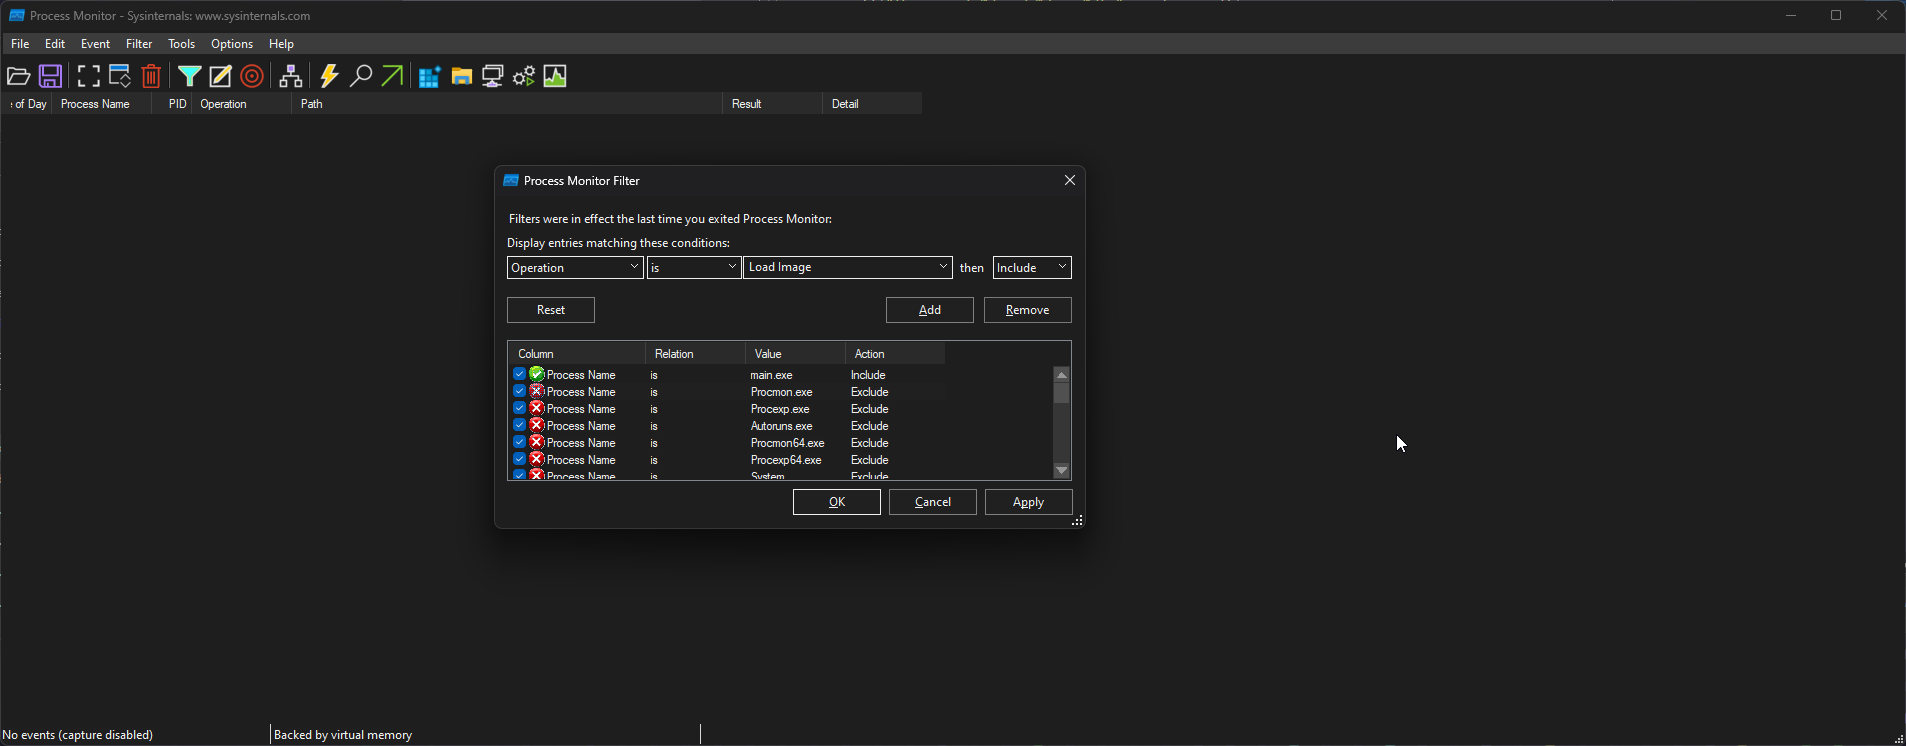 Process Monitor - Sysinternals: www.sysinternals.com
File Edit Event Filter Tools Options Help
of Day Process Name PID Operation Path Result Detail
Process Monitor Filter
Filters were in effect the last time you exited Process Monitor:
Display entries matching these conditions:
Operation is Load Image then Include
Reset Add Remove
Column Relation Value Action
Process Name is main.exe Include
Process Name is Procmon.exe Exclude
Process Name is Procexp.exe Exclude
Process Name is Autoruns.exe Exclude
Process Name is Procmon64.exe Exclude
Process Name is Procexp64.exe Exclude
Process Name is System Exclude
OK Cancel Apply
No events (capture disabled) Backed by virtual memory